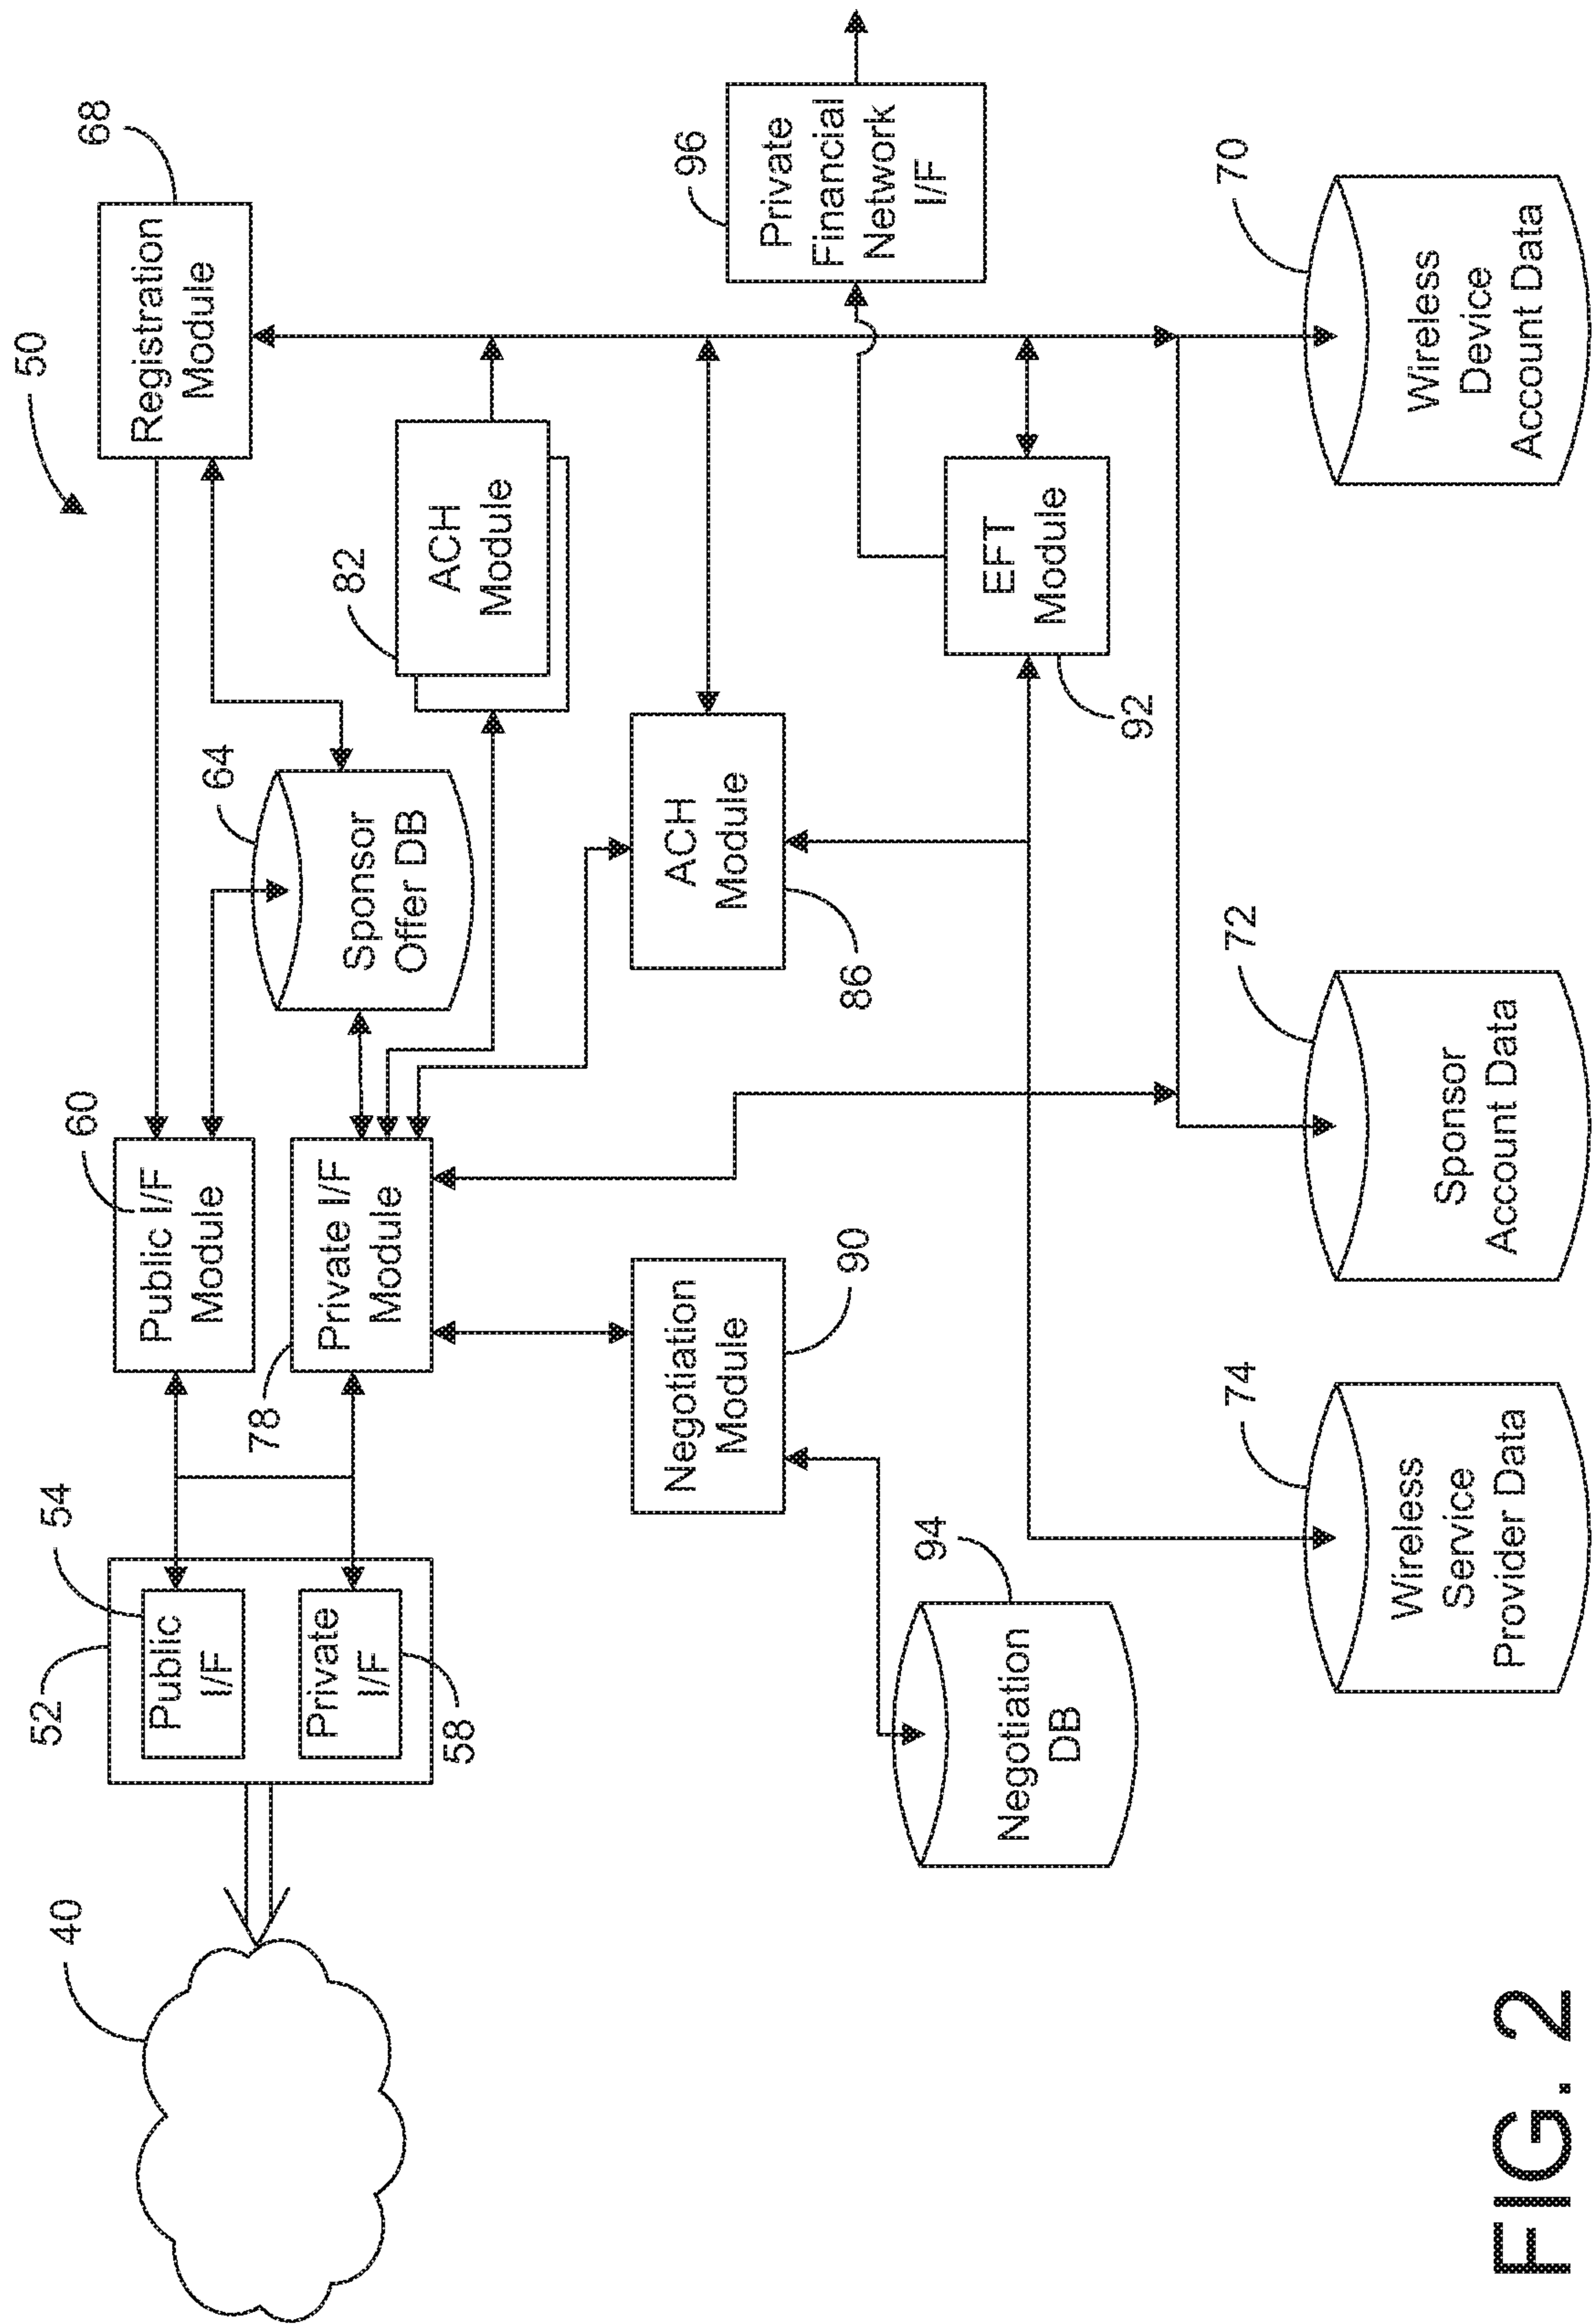 50
68
Registration
Module
60
Public I/F
Module
54
52
Public
I/F
40
64
Sponsor
Offer DB
82
ACH
Module
78
Private I/F
Module
Private
I/F
58
96
Private
Financial
Network
I/F
ACH
Module
86
90
Negotiation
Module
EFT
Module
92
94
Negotiation
DB
70
Wireless
Device
Account Data
72
Sponsor
Account Data
74
Wireless
Service
Provider Data
FIG. 2